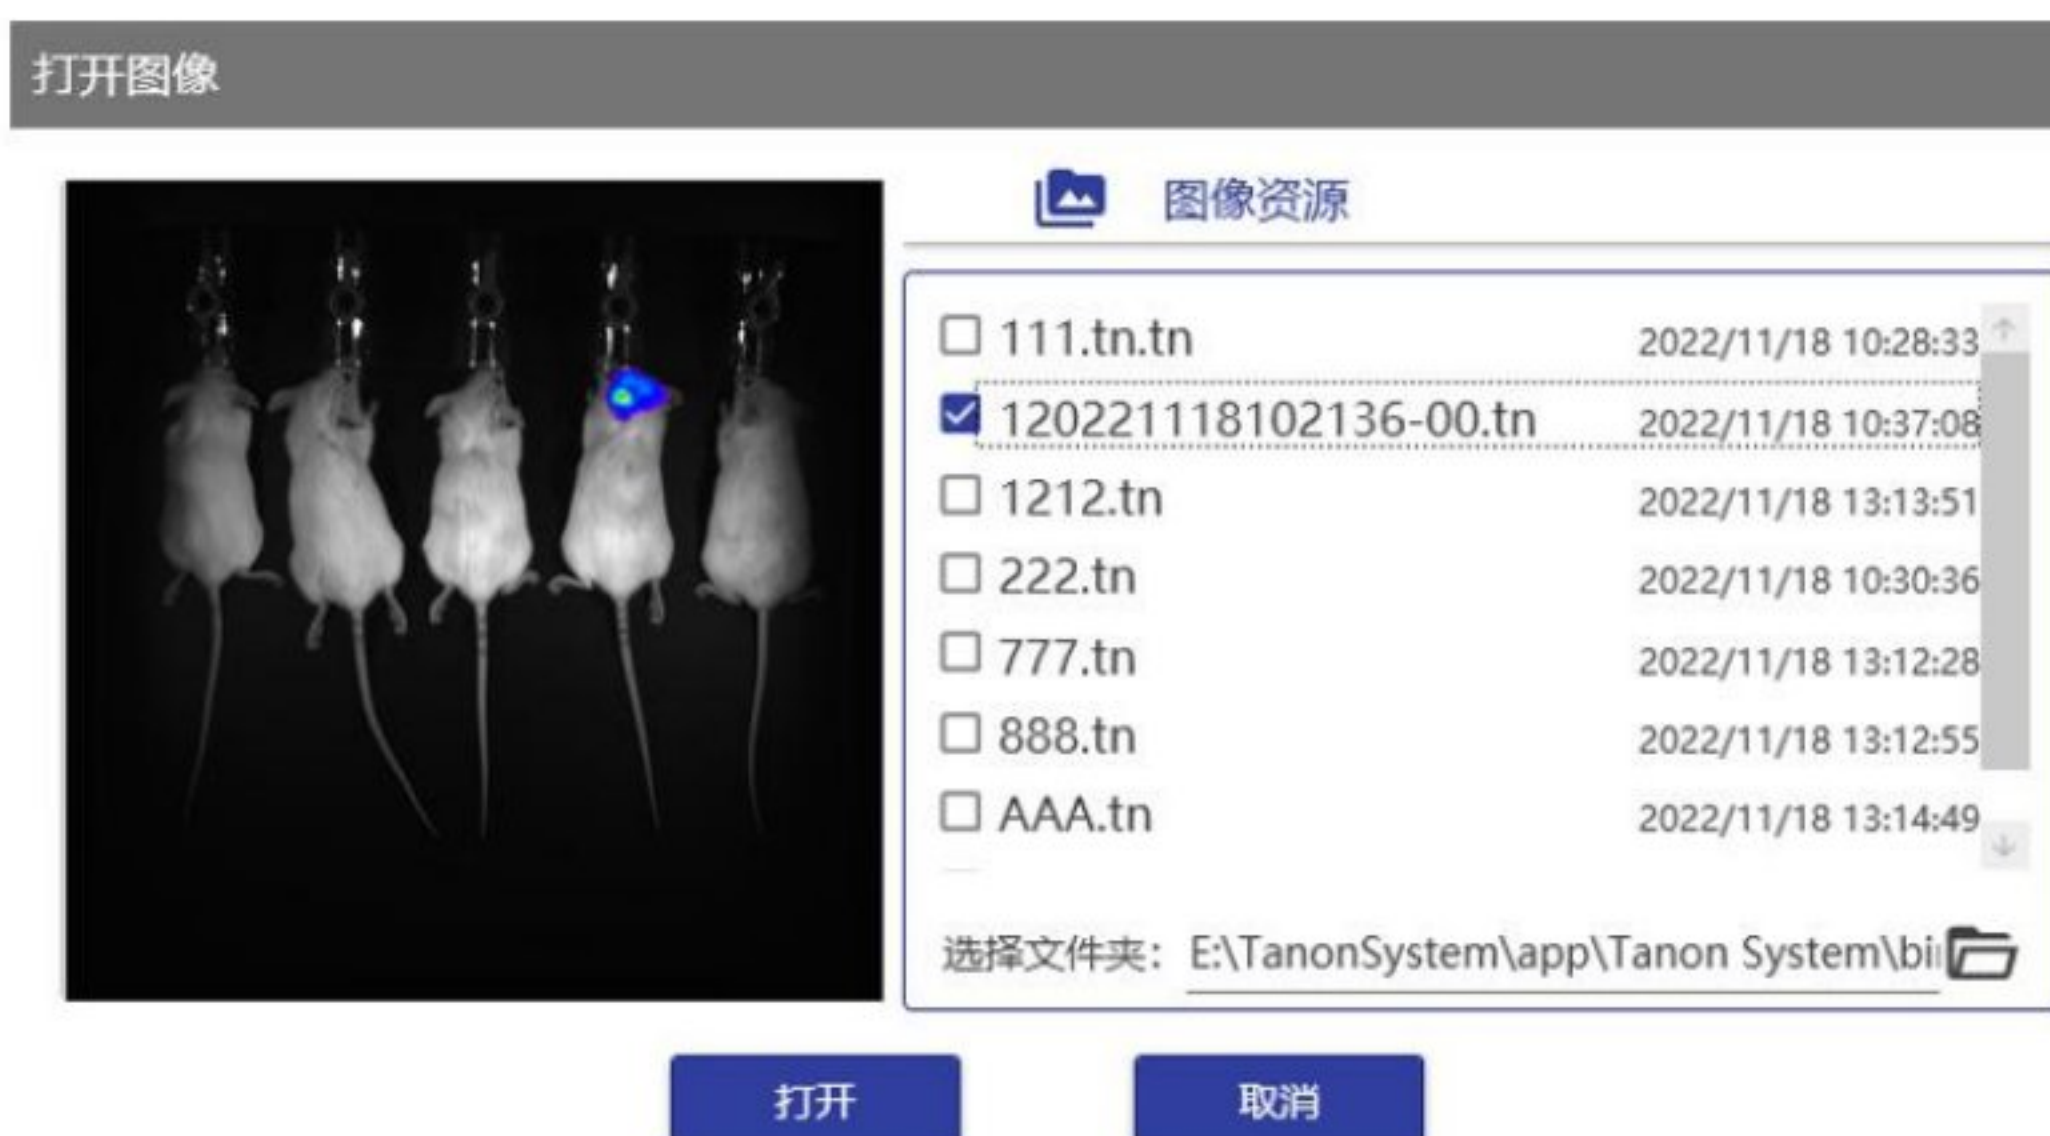 打开图像
图像资源
111.tn.tn 2022/11/18 10:28:33
120221118102136-00.tn 2022/11/18 10:37:08
1212.tn 2022/11/18 13:13:51
222.tn 2022/11/18 10:30:36
777.tn 2022/11/18 13:12:28
888.tn 2022/11/18 13:12:55
AAA.tn 2022/11/18 13:14:49
选择文件夹： E:\TanonSystem\app\Tanon System\bi
打开 取消